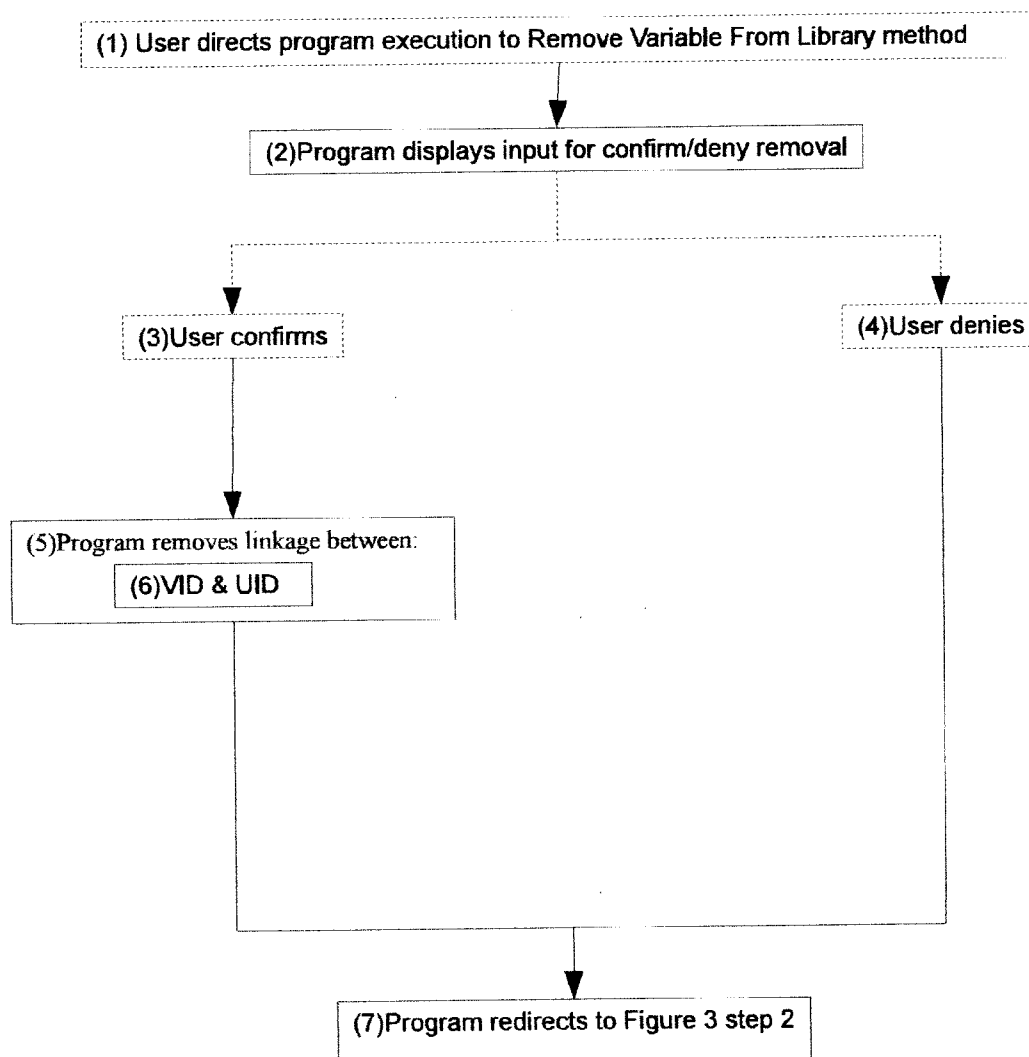 (1) User directs program execution to Remove Variable From Library method
(2)Program displays input for confirm/deny removal
(3)User confirms
(4)User denies
(5)Program removes linkage between:
(6)VID & UID
(7)Program redirects to Figure 3 step 2